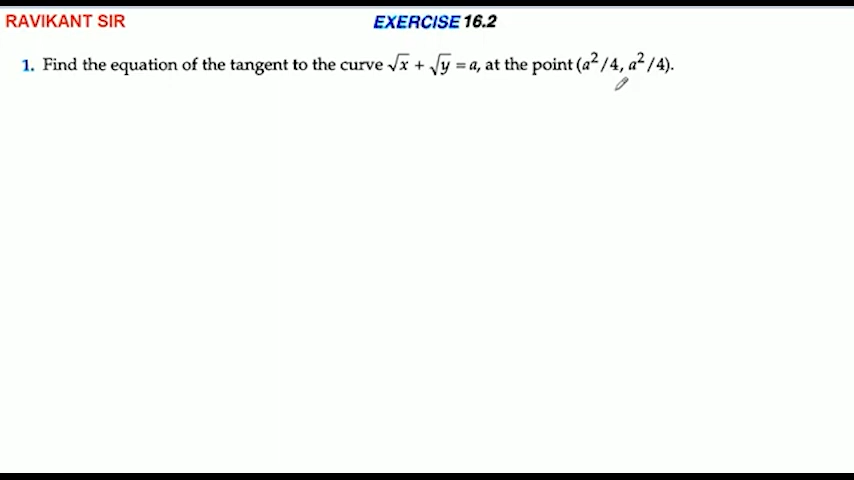 RAVIKANT SIR
EXERCISE 16.2
1. Find the equation of the tangent to the curve √x + √y = a, at the point (a²/4, a²/4).